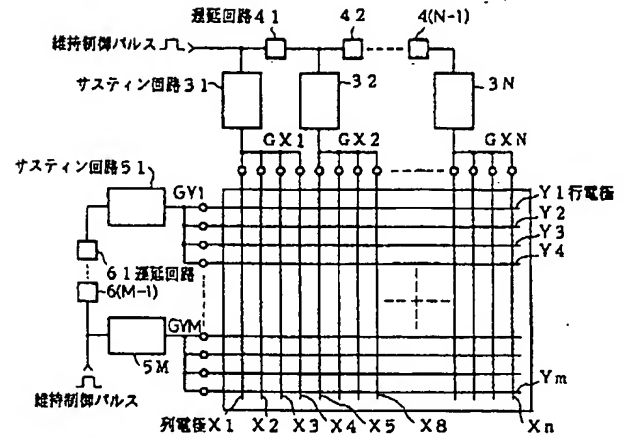 遅延回路41 42 4(N-1)
維持制御パルス
サスティン回路31 32 3N
GX1 GX2 GXN
サスティン回路51
GY1
Y1行電極
Y2
Y3
Y4
61遅延回路
6(M-1)
GYM
5M
維持制御パルス
Ym
列電極X1 X2 X3 X4 X5 X8 Xn